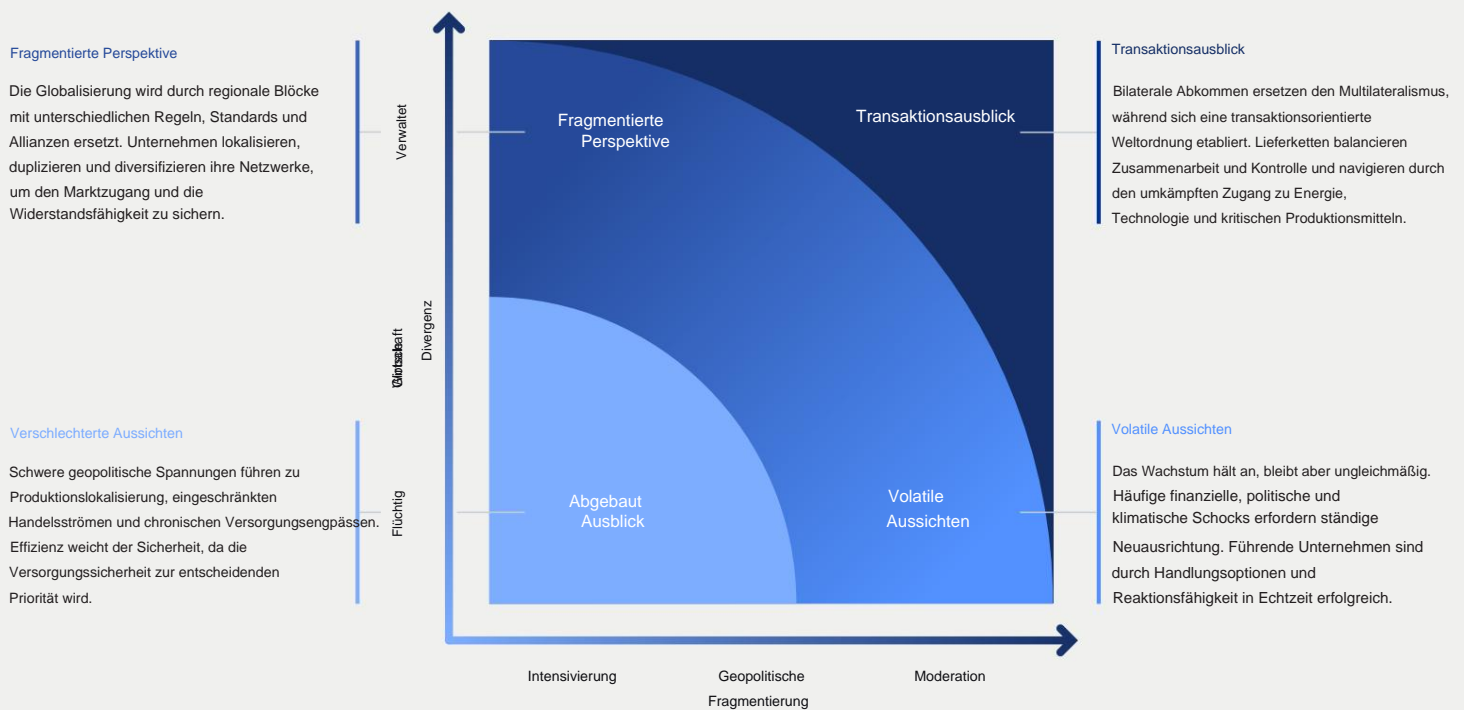 Fragmentierte Perspektive
Die Globalisierung wird durch regionale Blöcke
mit unterschiedlichen Regeln, Standards und
Allianzen ersetzt. Unternehmen lokalisieren,
duplizieren und diversifizieren ihre Netzwerke,
um den Marktzugang und die
Widerstandsfähigkeit zu sichern.
Verschlechterte Aussichten
Schwere geopolitische Spannungen führen zu
Produktionslokalisierung, eingeschränkten
Handelsströmen und chronischen Versorgungsengpässen.
Effizienz weicht der Sicherheit, da die
Versorgungssicherheit zur entscheidenden
Priorität wird.
Verwaltet
Divergenz
Flüchtig
Fragmentierte
Perspektive
Transaktionsausblick
Abgebaut
Ausblick
Volatile
Aussichten
Intensivierung
Geopolitische
Fragmentierung
Moderation
Transaktionsausblick
Bilaterale Abkommen ersetzen den Multilateralismus,
während sich eine transaktionsorientierte
Weltordnung etabliert. Lieferketten balancieren
Zusammenarbeit und Kontrolle und navigieren durch
den umkämpften Zugang zu Energie,
Technologie und kritischen Produktionsmitteln.
Volatile Aussichten
Das Wachstum hält an, bleibt aber ungleichmäßig.
Häufige finanzielle, politische und
klimatische Schocks erfordern ständige
Neuausrichtung. Führende Unternehmen sind
durch Handlungsoptionen und
Reaktionsfähigkeit in Echtzeit erfolgreich.